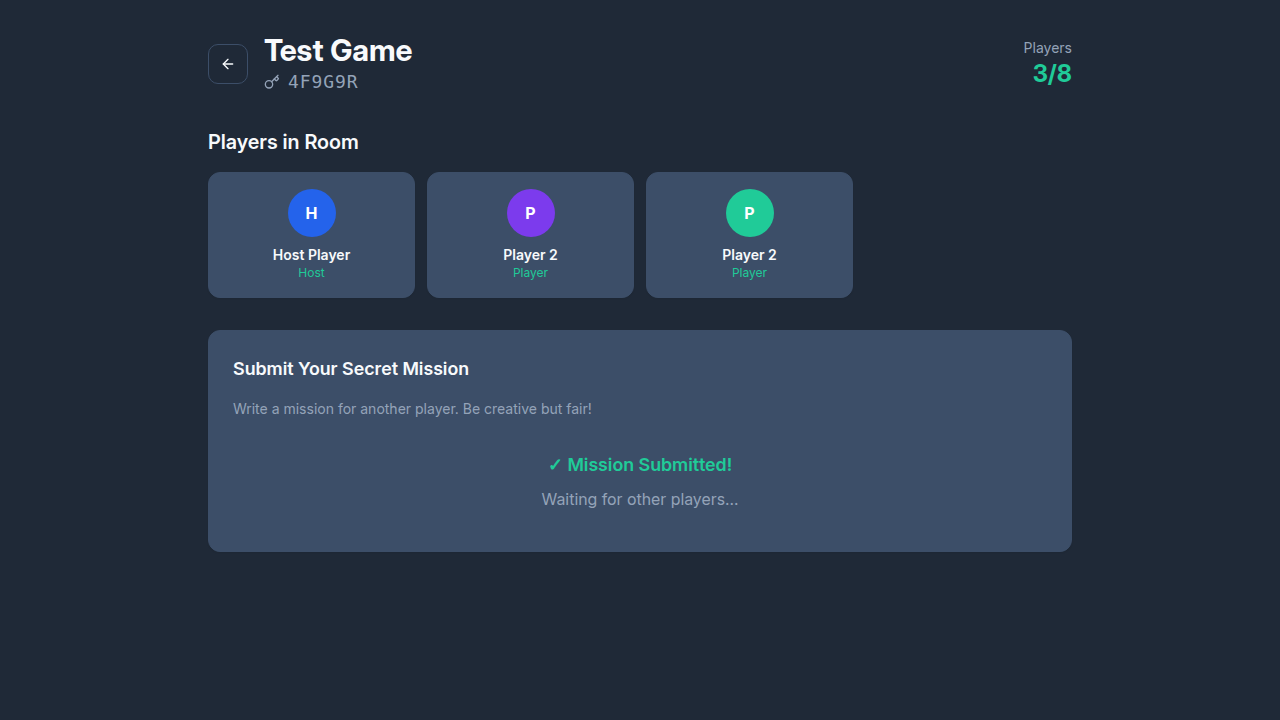 Test Game
4F9G9R
Players
3/8
Players in Room
H
Host Player
Host
P
Player 2
Player
P
Player 2
Player
Submit Your Secret Mission
Write a mission for another player. Be creative but fair!
✓ Mission Submitted!
Waiting for other players...